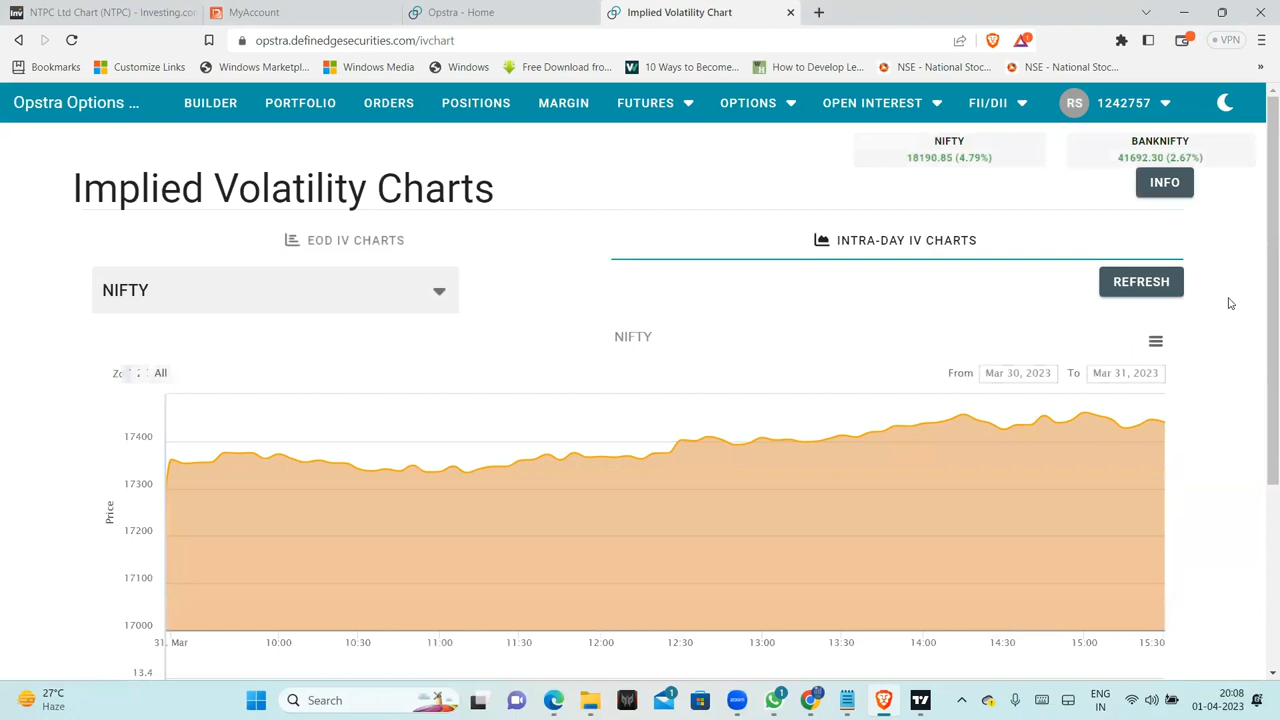 NTPC Ltd Chart (NTPC) - Investing.com
MyAccount
Opstra - Home
Implied Volatility Chart
opstra.definedgesecurities.com/ivchart
VPN
Bookmarks
Customize Links
Windows Marketpl...
Windows Media
Windows
Free Download fro...
10 Ways to Become...
How to Develop Le...
NSE - National Stoc...
NSE - National Stoc...
»
Opstra Options ...
BUILDER
PORTFOLIO
ORDERS
POSITIONS
MARGIN
FUTURES
OPTIONS
OPEN INTEREST
FII/DII
RS
1242757
NIFTY
18190.85 (4.79%)
BANKNIFTY
41692.30 (2.67%)
Implied Volatility Charts
INFO
EOD IV CHARTS
INTRA-DAY IV CHARTS
NIFTY
REFRESH
NIFTY
All
From Mar 30, 2023 To Mar 31, 2023
17400
17300
17200
17100
17000
Price
31. Mar 10:00 10:30 11:00 11:30 12:00 12:30 13:00 13:30 14:00 14:30 15:00 15:30
13.4
27°C
Haze
Search
ENG
IN
20:08
01-04-2023